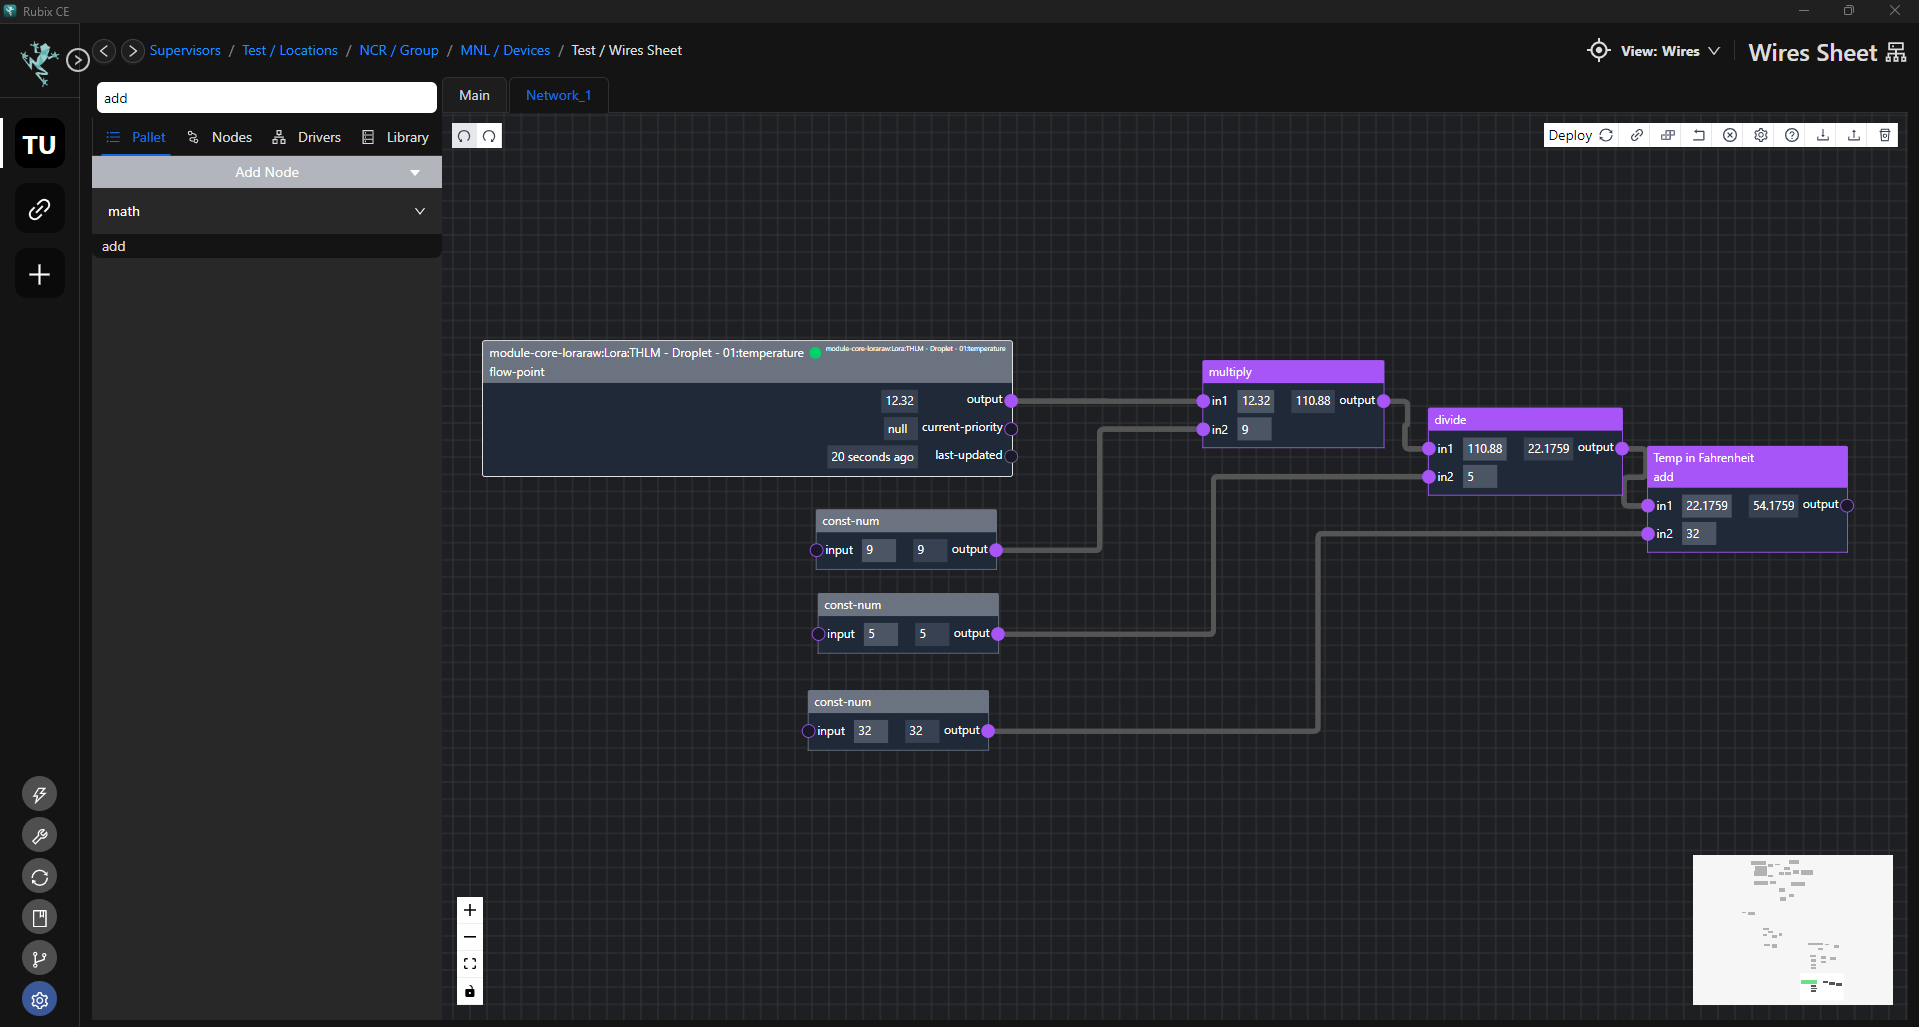 Rubix CE
Supervisors / Test / Locations / NCR / Group / MNL / Devices / Test / Wires Sheet
View: Wires
Wires Sheet
add
Main
Network_1
TU
Pallet
Nodes
Drivers
Library
Deploy
Add Node
math
add
module-core-loraraw:Lora:THLM - Droplet - 01:temperature
module-core-loraraw:Lora:THLM - Droplet - 01:temperature
flow-point
12.32 output
null current-priority
20 seconds ago last-updated
multiply
in1 12.32 110.88 output
in2 9
divide
in1 110.88 22.1759 output
in2 5
Temp in Fahrenheit
add
in1 22.1759 54.1759 output
in2 32
const-num
input 9 9 output
const-num
input 5 5 output
const-num
input 32 32 output